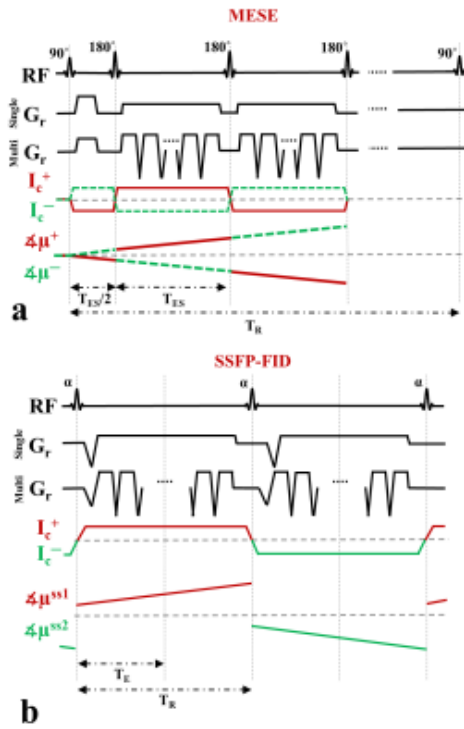 MESE
90° 180° 180° 180° 90°
RF
Single Gr
Multi Gr
Ic+
Ic−
∡μ+
∡μ−
TES/2 TES
TR
a
SSFP-FID
α α α
RF
Single Gr
Multi Gr
Ic+
Ic−
∡μss1
∡μss2
TE
TR
b